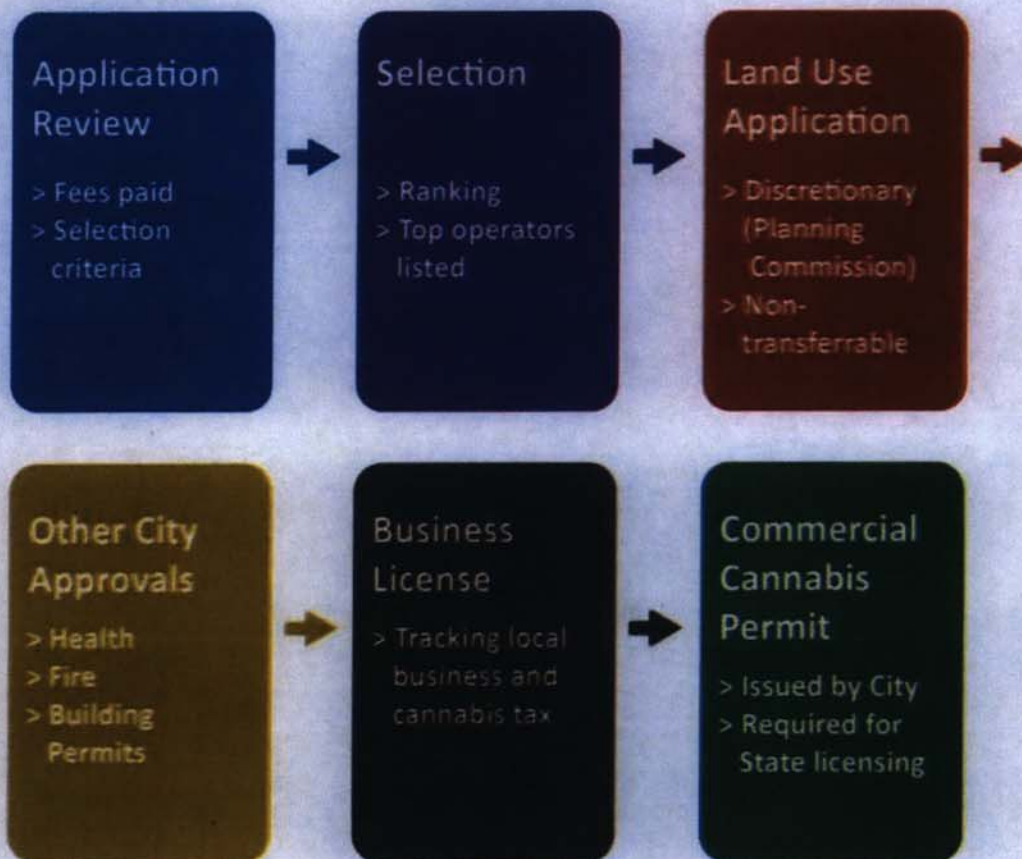 Application
Review
> Fees paid
> Selection
criteria
Selection
> Ranking
> Top operators
listed
Land Use
Application
> Discretionary
(Planning
Commission)
> Non-
transferrable
Other City
Approvals
> Health
> Fire
> Building
Permits
Business
License
> Tracking local
business and
cannabis tax
Commercial
Cannabis
Permit
> Issued by City
> Required for
State licensing